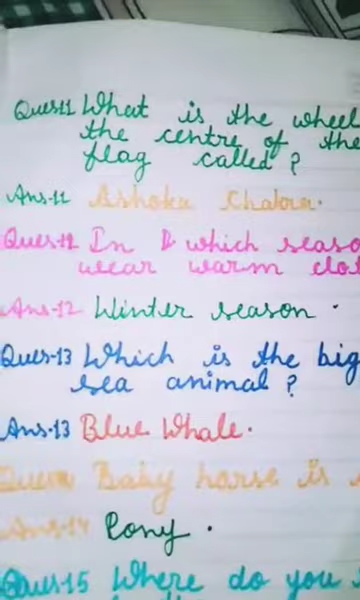 Ques11 What is the wheel
the centre of the
flag called?
Ans-11 Ashoka Chakra.
Ques-12 In which seaso
wear warm clot
Ans-12 Winter season.
Ques-13 Which is the big
sea animal?
Ans-13 Blue Whale.
Ques Baby horse is
Ans-14 Pony.
Ques-15 Where do you